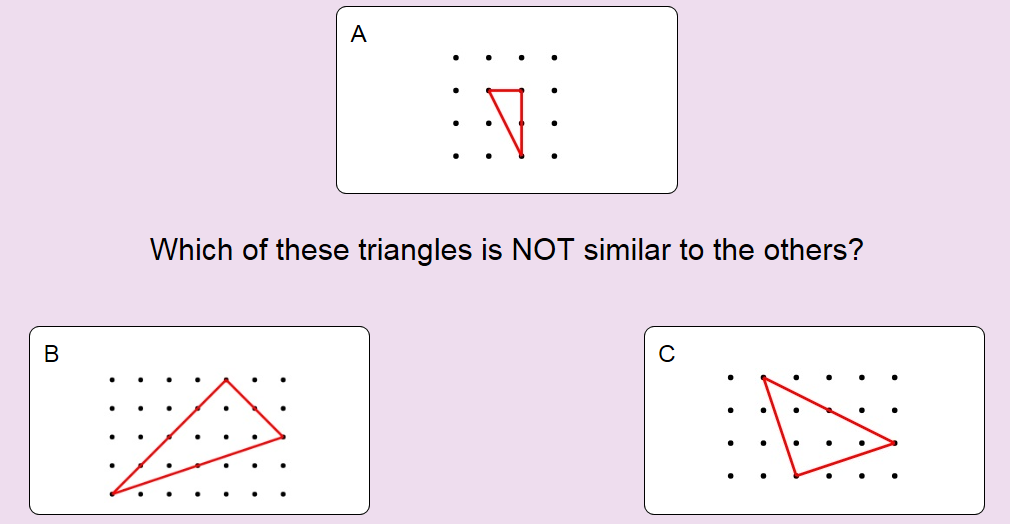 A
Which of these triangles is NOT similar to the others?
B
C